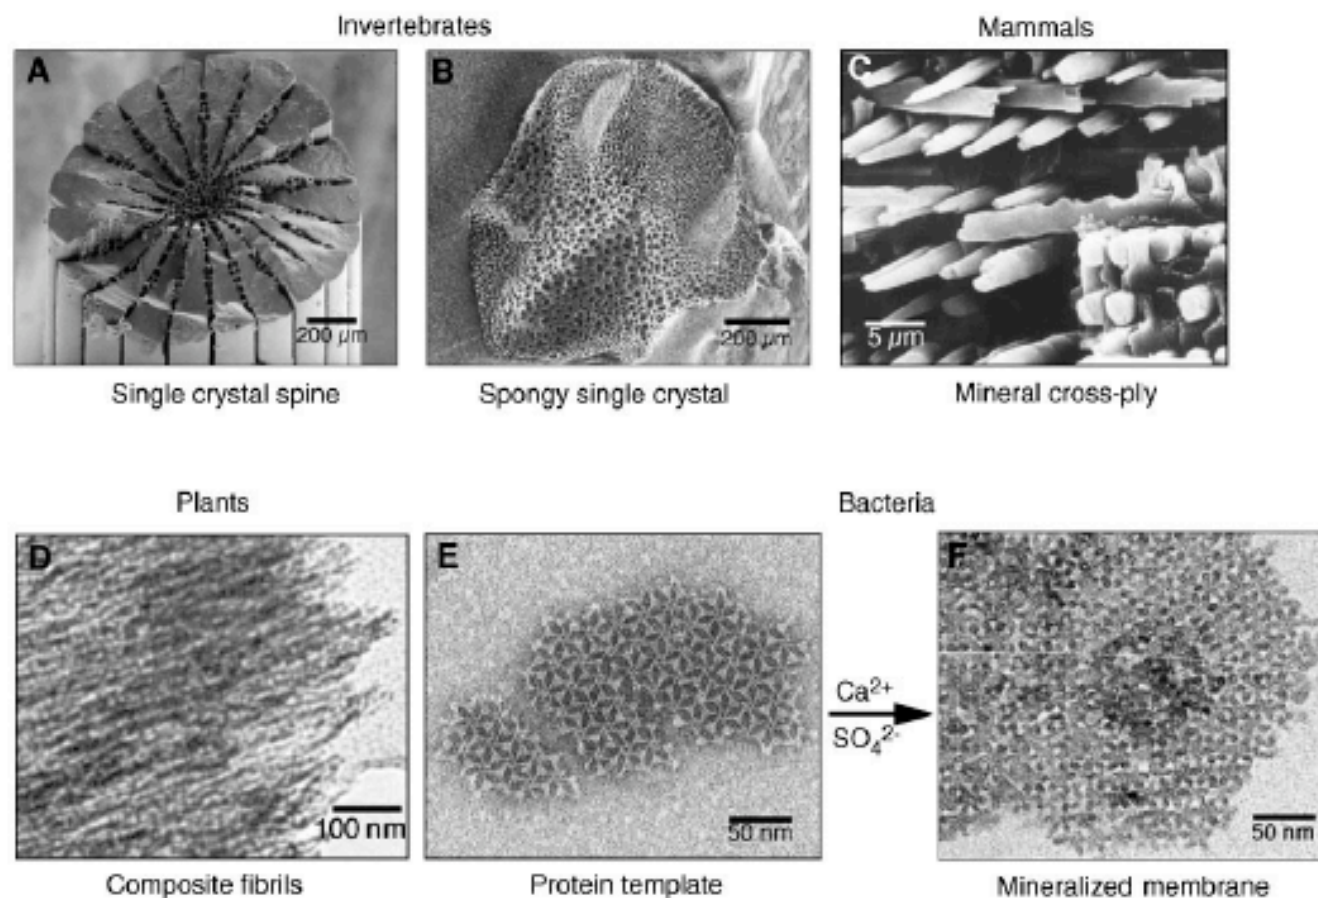 Invertebrates
Mammals
A
B
C
200 µm
200 µm
5 µm
Single crystal spine
Spongy single crystal
Mineral cross-ply
Plants
Bacteria
D
E
F
Ca²⁺
SO₄²⁻
100 nm
50 nm
50 nm
Composite fibrils
Protein template
Mineralized membrane